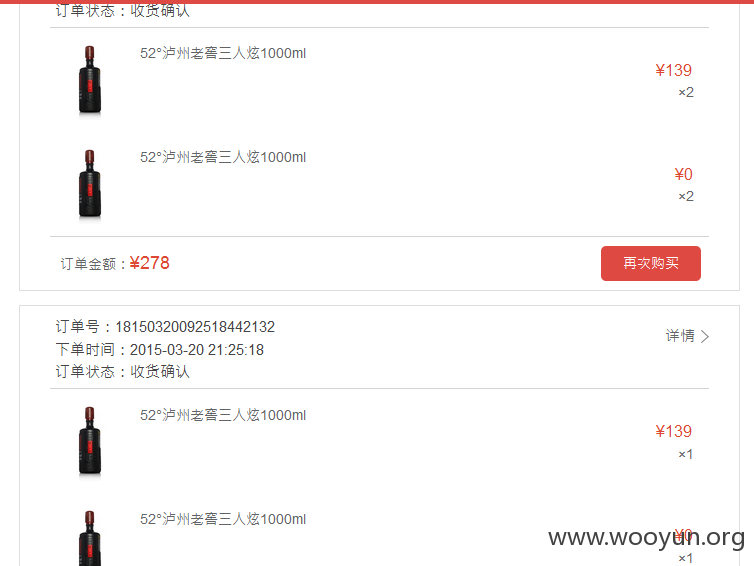 订单状态：收货确认
52°泸州老窖三人炫1000ml
¥139
×2
52°泸州老窖三人炫1000ml
¥0
×2
订单金额：¥278
再次购买
订单号：18150320092518442132
详情
下单时间：2015-03-20 21:25:18
订单状态：收货确认
52°泸州老窖三人炫1000ml
¥139
×1
52°泸州老窖三人炫1000ml
¥0
www.wooyun.org
×1